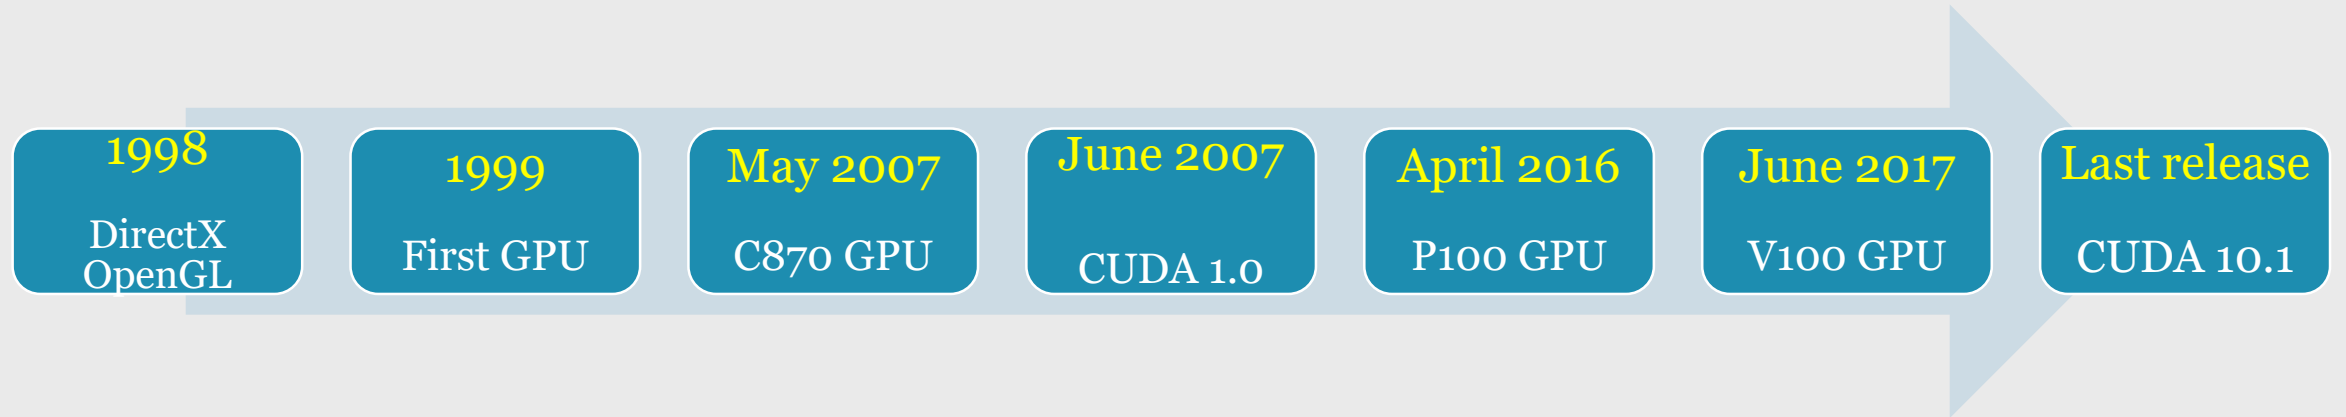 1998
DirectX
OpenGL
1999
First GPU
May 2007
C870 GPU
June 2007
CUDA 1.0
April 2016
P100 GPU
June 2017
V100 GPU
Last release
CUDA 10.1